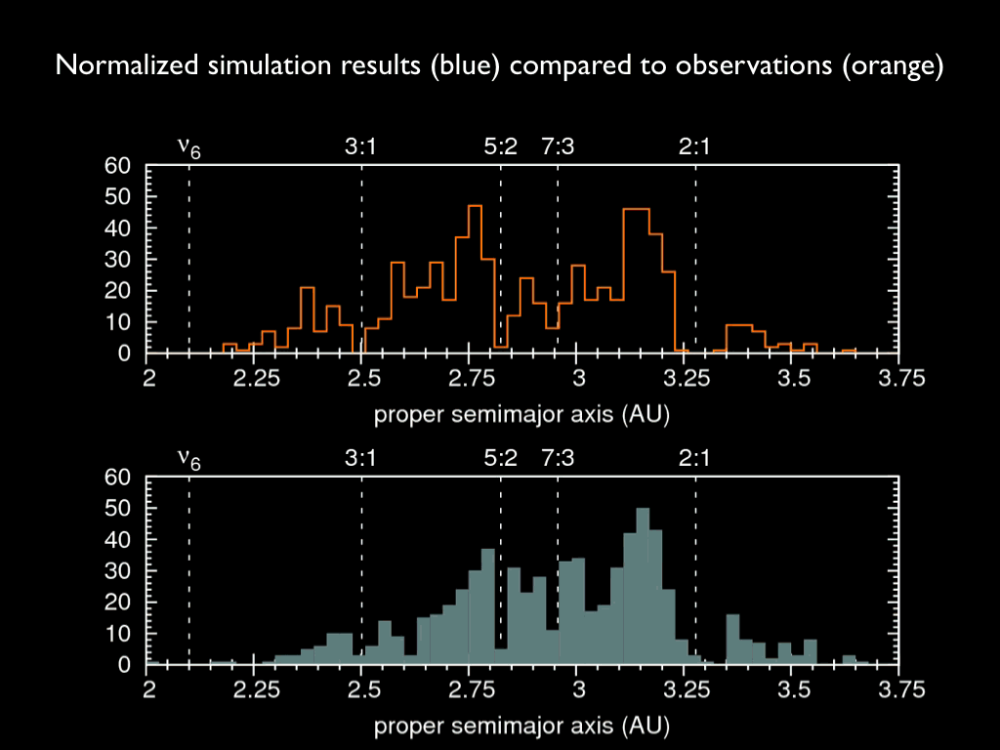 Normalized simulation results (blue) compared to observations (orange)
ν6 3:1 5:2 7:3 2:1
60
50
40
30
20
10
0
2 2.25 2.5 2.75 3 3.25 3.5 3.75
proper semimajor axis (AU)
ν6 3:1 5:2 7:3 2:1
60
50
40
30
20
10
0
2 2.25 2.5 2.75 3 3.25 3.5 3.75
proper semimajor axis (AU)